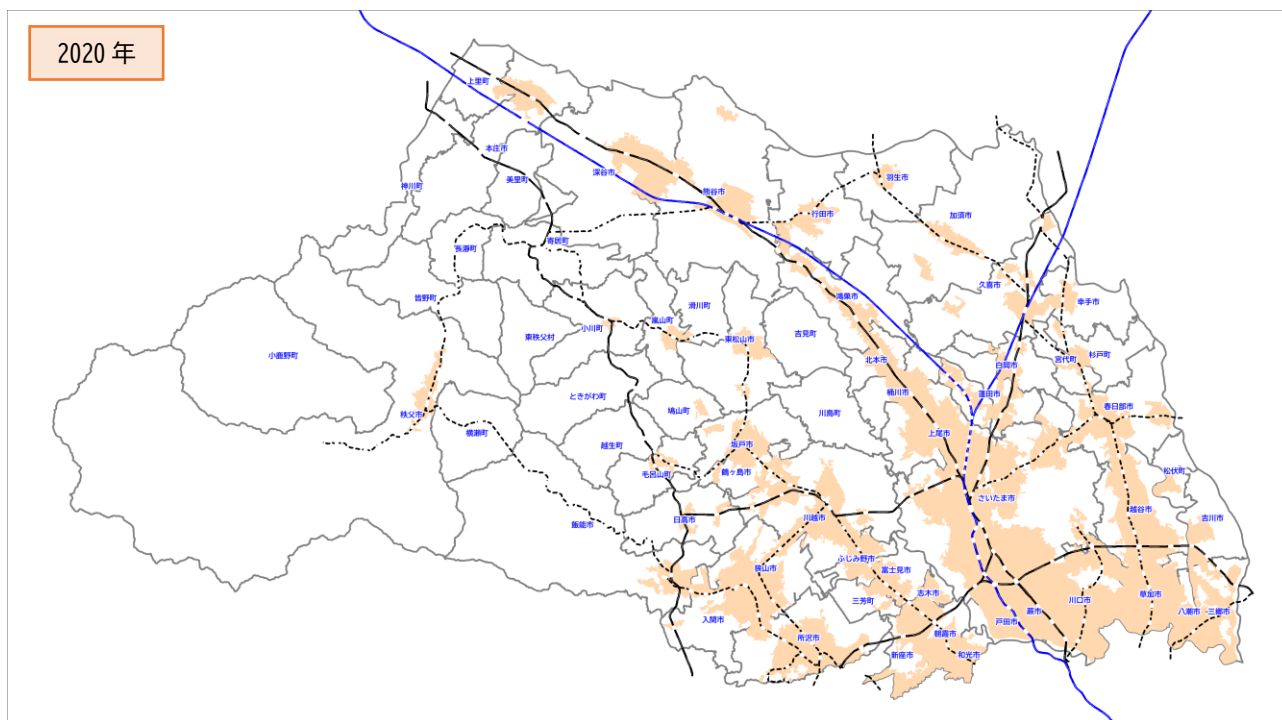 2020 年
上里町
本庄市
美里町
神川町
深谷市
熊谷市
行田市
羽生市
加須市
長瀞町
寄居町
皆野町
小鹿野町
東秩父村
小川町
嵐山町
滑川町
東松山市
吉見町
鴻巣市
久喜市
幸手市
北本市
桶川市
白岡市
宮代町
杉戸町
蓮田市
秩父市
横瀬町
ときがわ町
鳩山町
川島町
上尾市
春日部市
越生町
毛呂山町
坂戸市
鶴ヶ島市
松伏町
さいたま市
越谷市
吉川市
飯能市
日高市
川越市
ふじみ野市
富士見市
狭山市
三芳町
志木市
入間市
所沢市
新座市
朝霞市
和光市
戸田市
蕨市
川口市
草加市
八潮市
三郷市